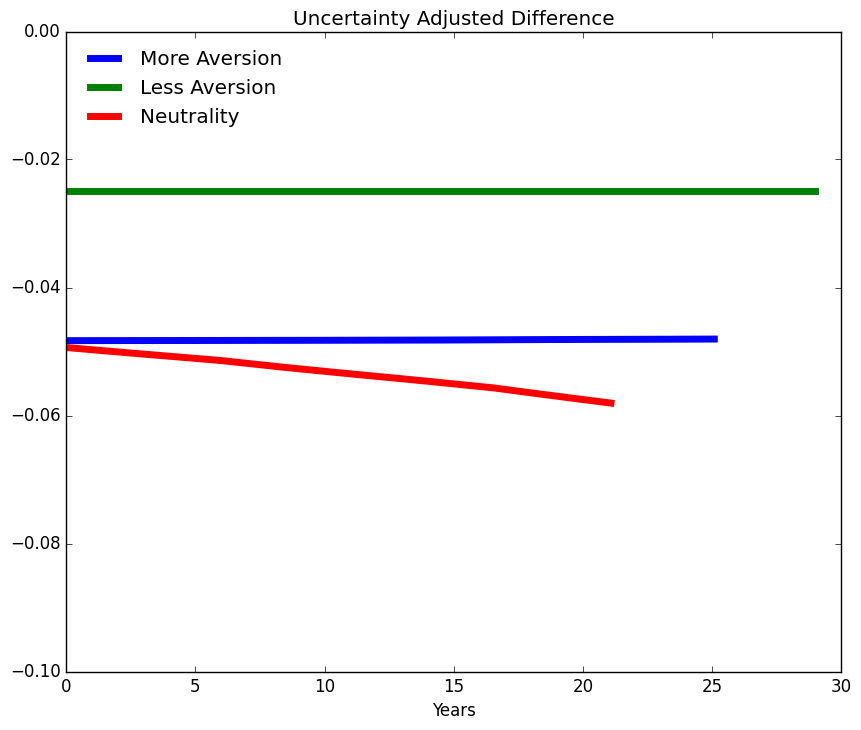 Uncertainty Adjusted Difference
0.00
−0.02
−0.04
−0.06
−0.08
−0.10
More Aversion
Less Aversion
Neutrality
0 5 10 15 20 25 30
Years